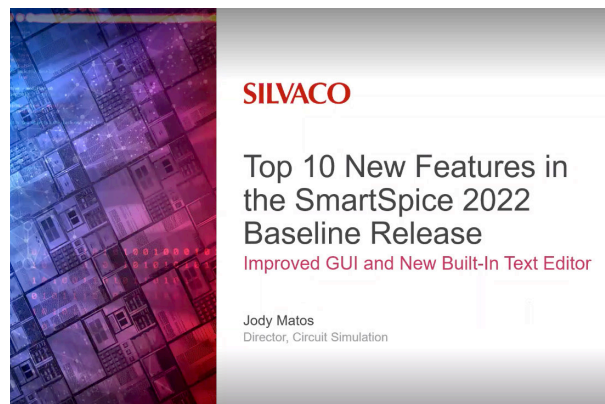 SILVACO
Top 10 New Features in
the SmartSpice 2022
Baseline Release
Improved GUI and New Built-In Text Editor
Jody Matos
Director, Circuit Simulation